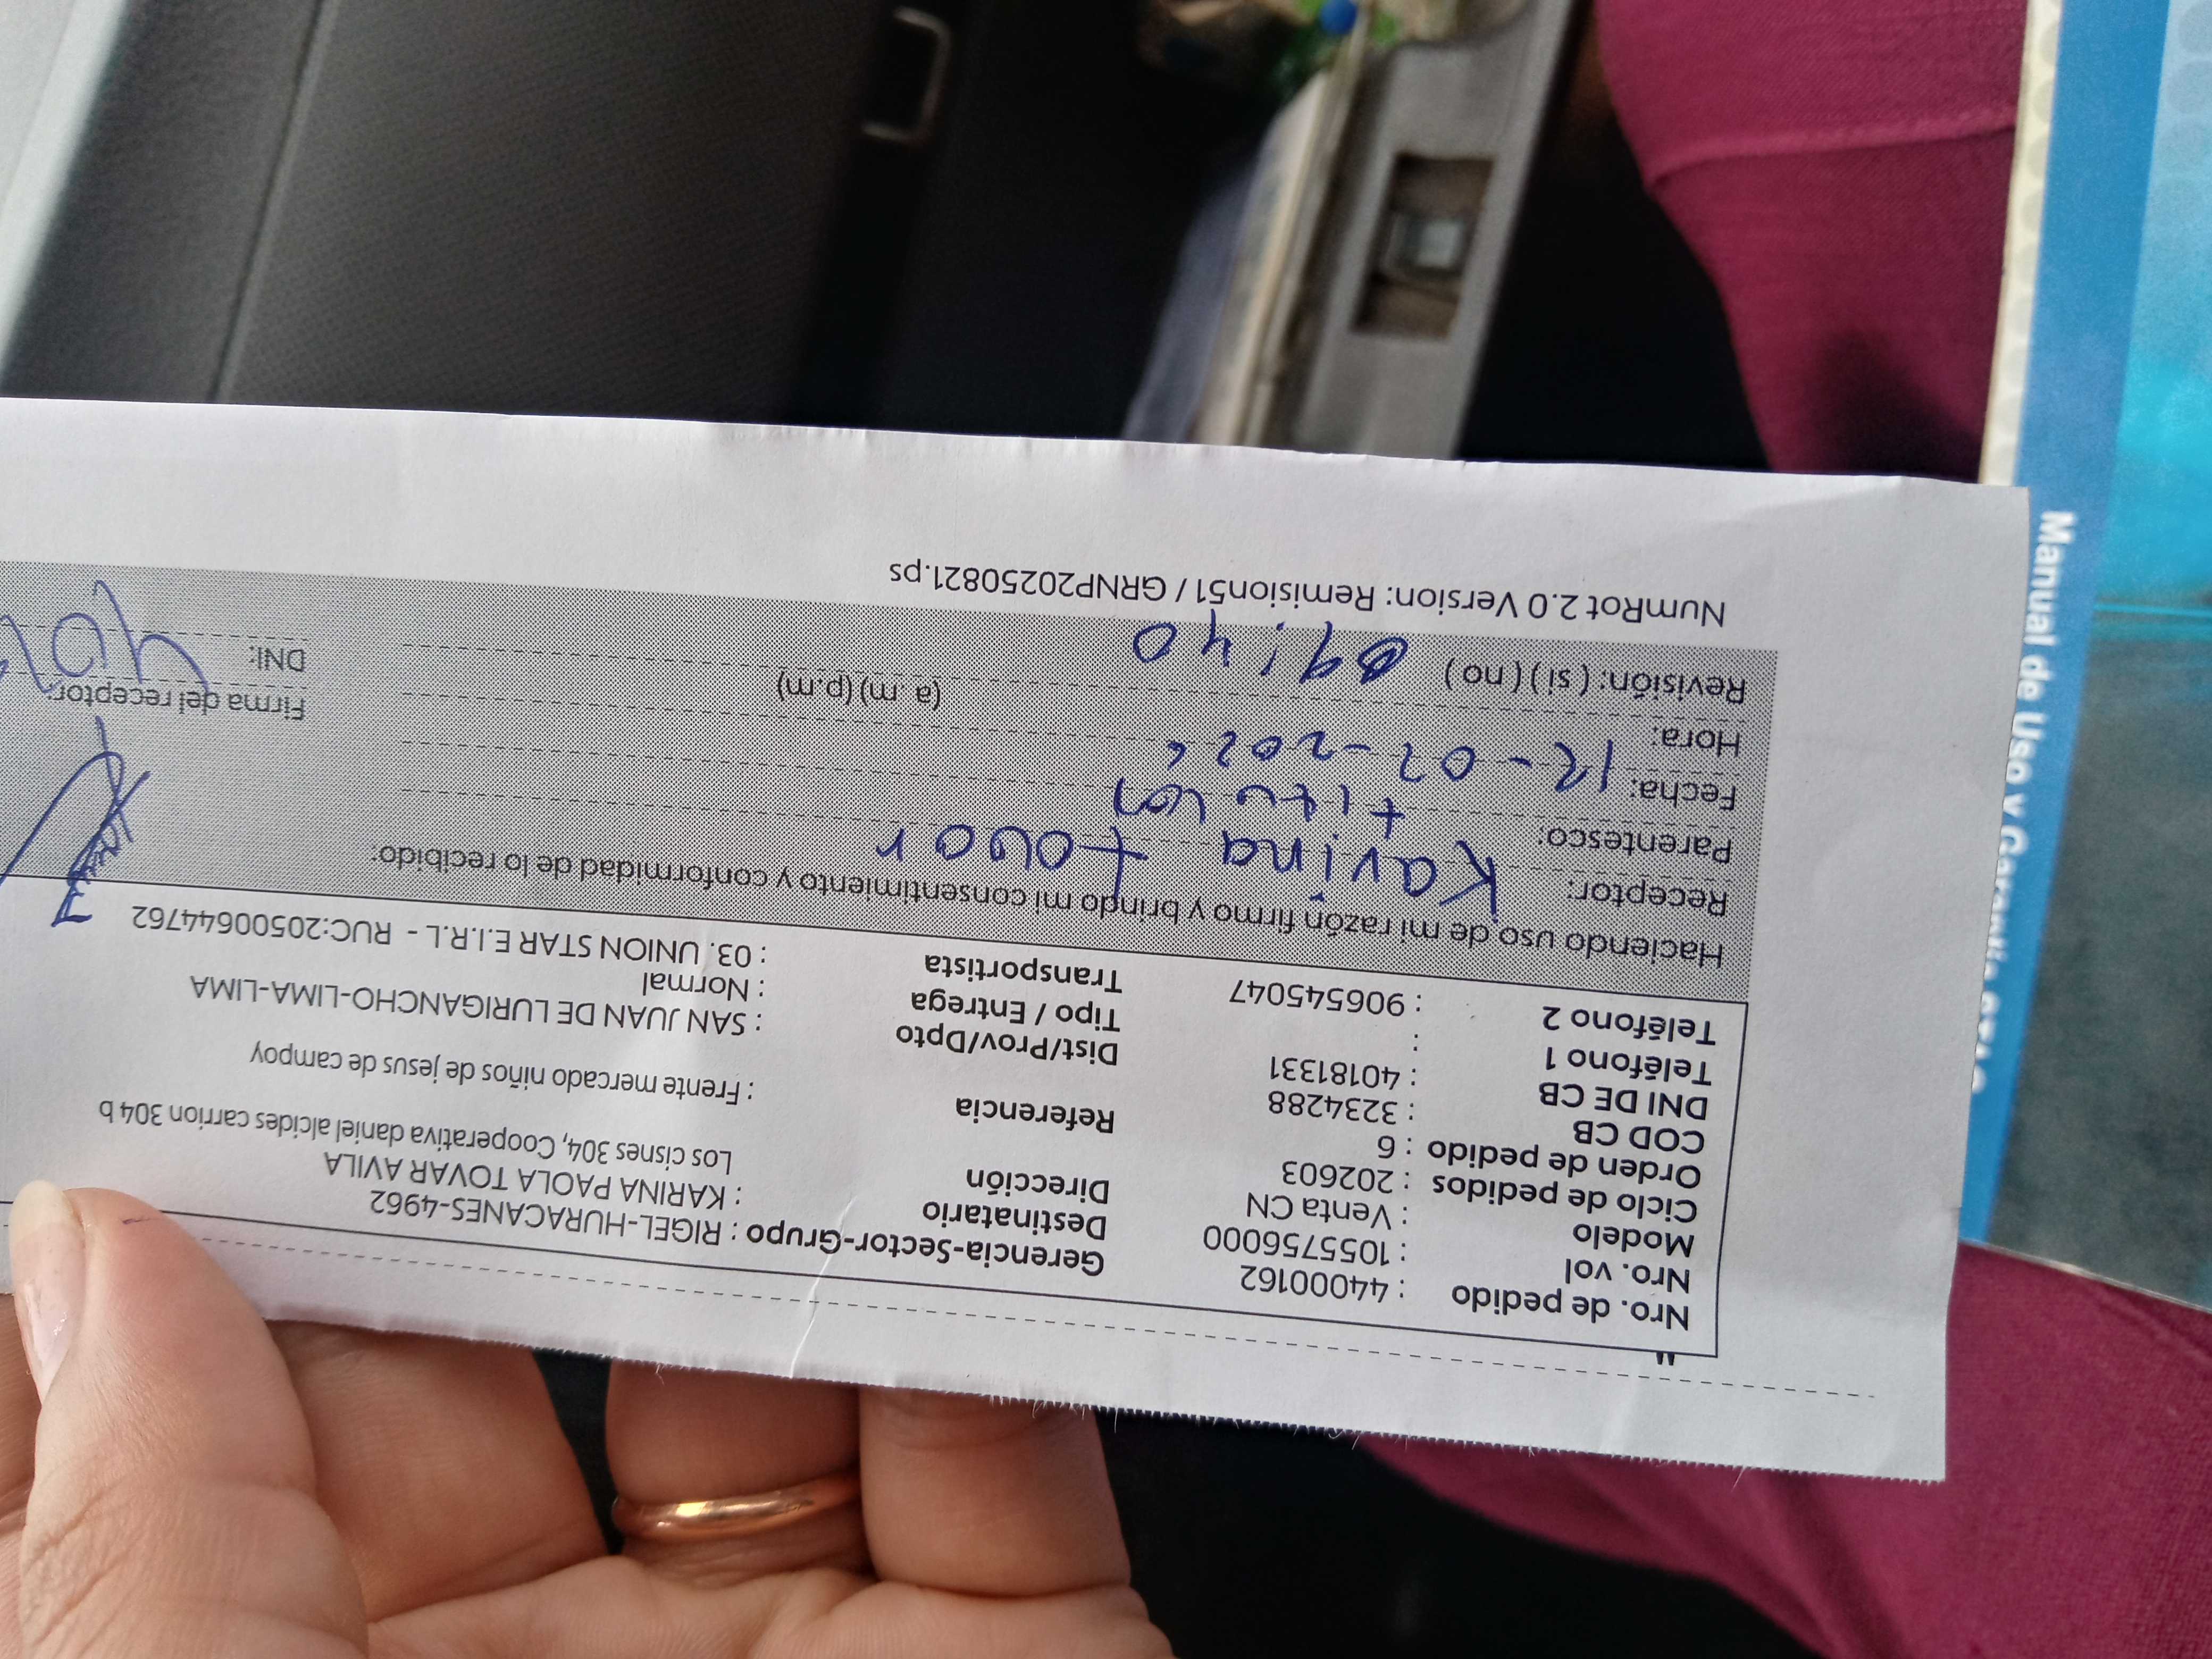 Nro. de pedido : 44000162
Nro. vol : 1055756000
Modelo : Venta CN
Ciclo de pedidos : 202603
Orden de pedido : 6
COD CB : 3234288
DNI DE CB : 40181331
Teléfono 1 :
Teléfono 2 : 906545047
Gerencia-Sector-Grupo : RIGEL-HURACANES-4962
Destinatario : KARINA PAOLA TOVAR AVILA
Dirección Los cisnes 304, Cooperativa daniel alcides carrion 304 b
Referencia : Frente mercado niños de jesus de campoy
Dist/Prov/Dpto : SAN JUAN DE LURIGANCHO-LIMA-LIMA
Tipo / Entrega : Normal
Transportista : 03. UNION STAR E.I.R.L - RUC:20500644762
Haciendo uso de mi razón firmo y brindo mi consentimiento y conformidad de lo recibido:
Receptor: Karina tovar
Parentesco: titular
Fecha: 12-02-2026
Hora: 09:40 (a. m) (p.m)
Revisión: ( si ) ( no )
Firma del receptor:
DNI: 401
NumRot 2.0 Version: Remision51 / GRNP20250821.ps
Manual de Uso y Garantía